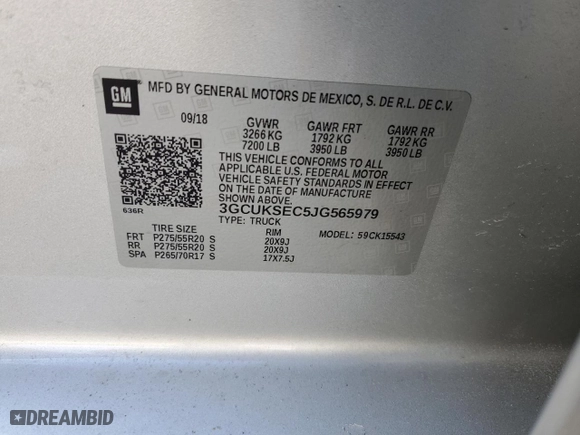 GM
MFD BY GENERAL MOTORS DE MEXICO, S. DE R.L. DE C.V.
09/18 GVWR GAWR FRT GAWR RR
3266 KG 1792 KG 1792 KG
7200 LB 3950 LB 3950 LB
THIS VEHICLE CONFORMS TO ALL
APPLICABLE U.S. FEDERAL MOTOR
VEHICLE SAFETY STANDARDS IN EFFECT
ON THE DATE OF MANUFACTURE
SHOWN ABOVE.
636R 3GCUKSEC5JG565979
TYPE: TRUCK
TIRE SIZE RIM MODEL: 59CK15543
FRT P275/55R20 S 20X9J
RR P275/55R20 S 20X9J
SPA P265/70R17 S 17X7.5J
DREAMBID